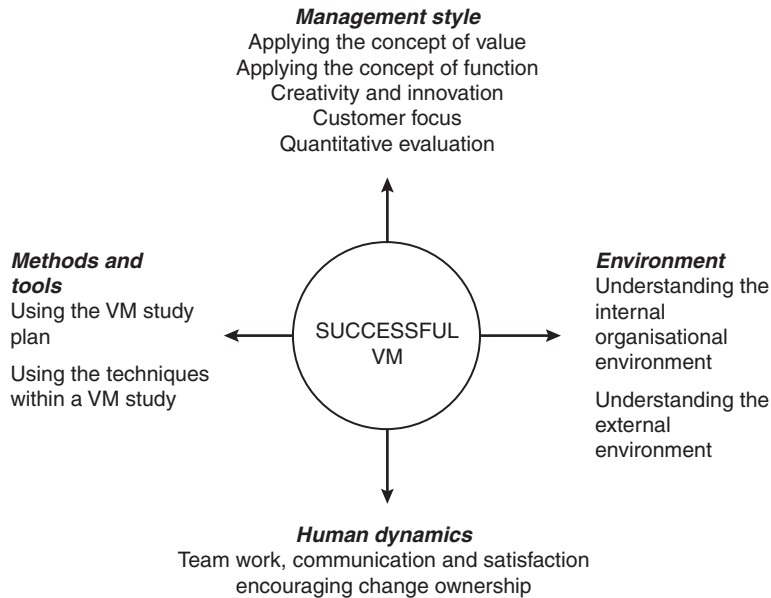 Management style
Applying the concept of value
Applying the concept of function
Creativity and innovation
Customer focus
Quantitative evaluation
Methods and
tools
Using the VM study
plan
Using the techniques
within a VM study
SUCCESSFUL
VM
Environment
Understanding the
internal
organisational
environment
Understanding the
external
environment
Human dynamics
Team work, communication and satisfaction
encouraging change ownership